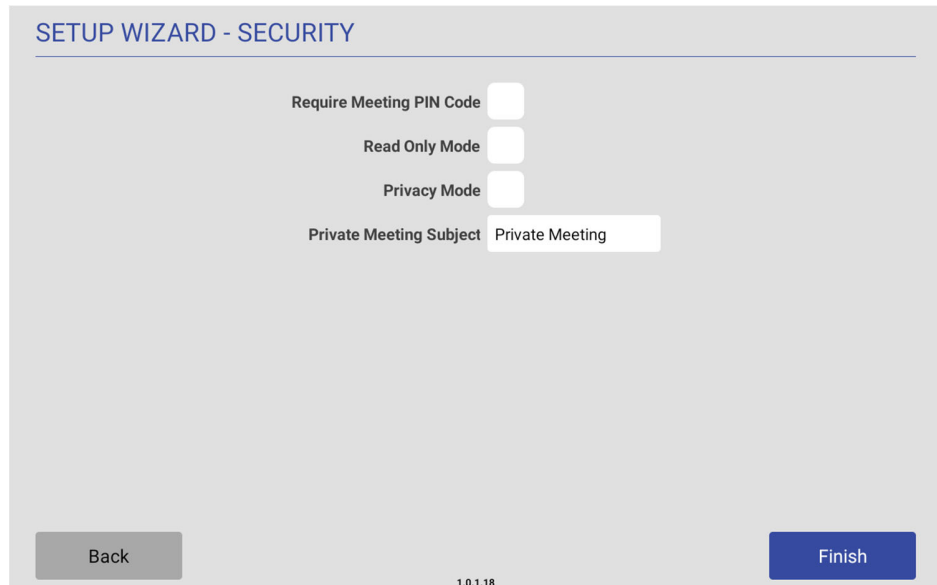 SETUP WIZARD - SECURITY
Require Meeting PIN Code
Read Only Mode
Privacy Mode
Private Meeting Subject Private Meeting
Back Finish
1.0.1.18